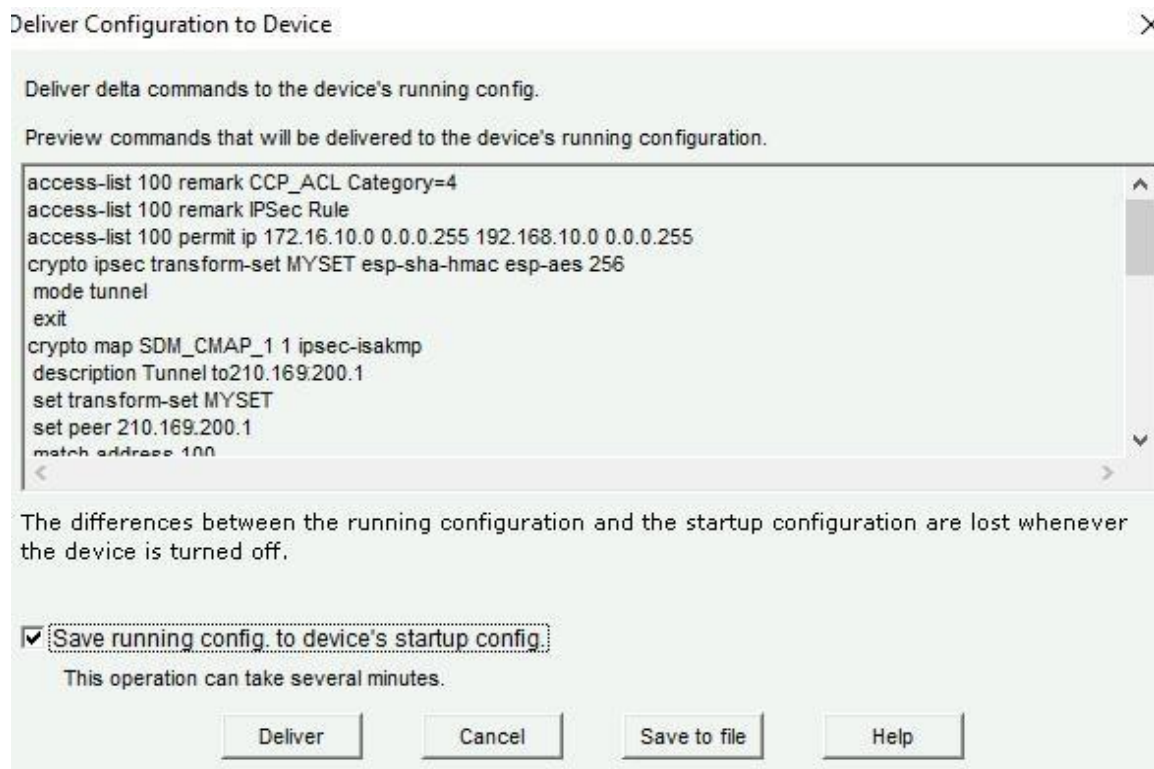 Deliver Configuration to Device
Deliver delta commands to the device's running config.
Preview commands that will be delivered to the device's running configuration.
access-list 100 remark CCP_ACL Category=4
access-list 100 remark IPSec Rule
access-list 100 permit ip 172.16.10.0 0.0.0.255 192.168.10.0 0.0.0.255
crypto ipsec transform-set MYSET esp-sha-hmac esp-aes 256
mode tunnel
exit
crypto map SDM_CMAP_1 1 ipsec-isakmp
description Tunnel to210.169.200.1
set transform-set MYSET
set peer 210.169.200.1
match address 100
The differences between the running configuration and the startup configuration are lost whenever
the device is turned off.
Save running config. to device's startup config.
This operation can take several minutes.
Deliver Cancel Save to file Help